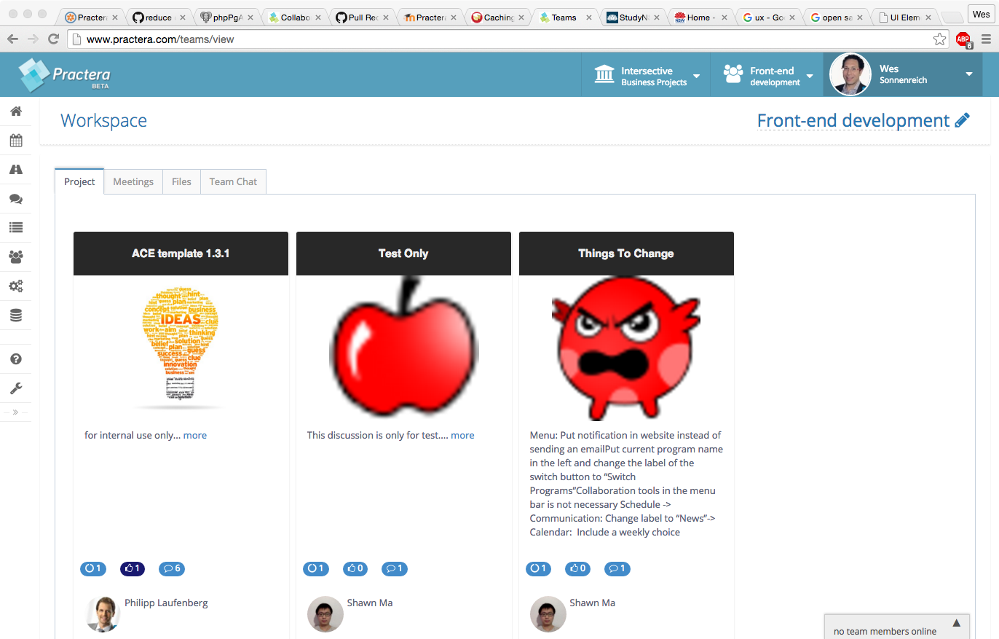 Practera
reduce
phpPgA
Collabo
Pull Rec
Practera
Caching
Teams
StudyN
Home -
ux - Go
open sa
UI Elem
Wes
www.practera.com/teams/view
ABP
6
Practera
BETA
Intersective
Business Projects
Front-end
development
Wes
Sonnenreich
Workspace
Front-end development
Project
Meetings
Files
Team Chat
ACE template 1.3.1
IDEAS
for internal use only... more
1
1
6
Philipp Laufenberg
Test Only
This discussion is only for test.... more
1
0
1
Shawn Ma
Things To Change
Menu: Put notification in website instead of
sending an emailPut current program name
in the left and change the label of the
switch button to “Switch
Programs”Collaboration tools in the menu
bar is not necessary Schedule ->
Communication: Change label to “News”->
Calendar:  Include a weekly choice
1
0
1
Shawn Ma
no team members online